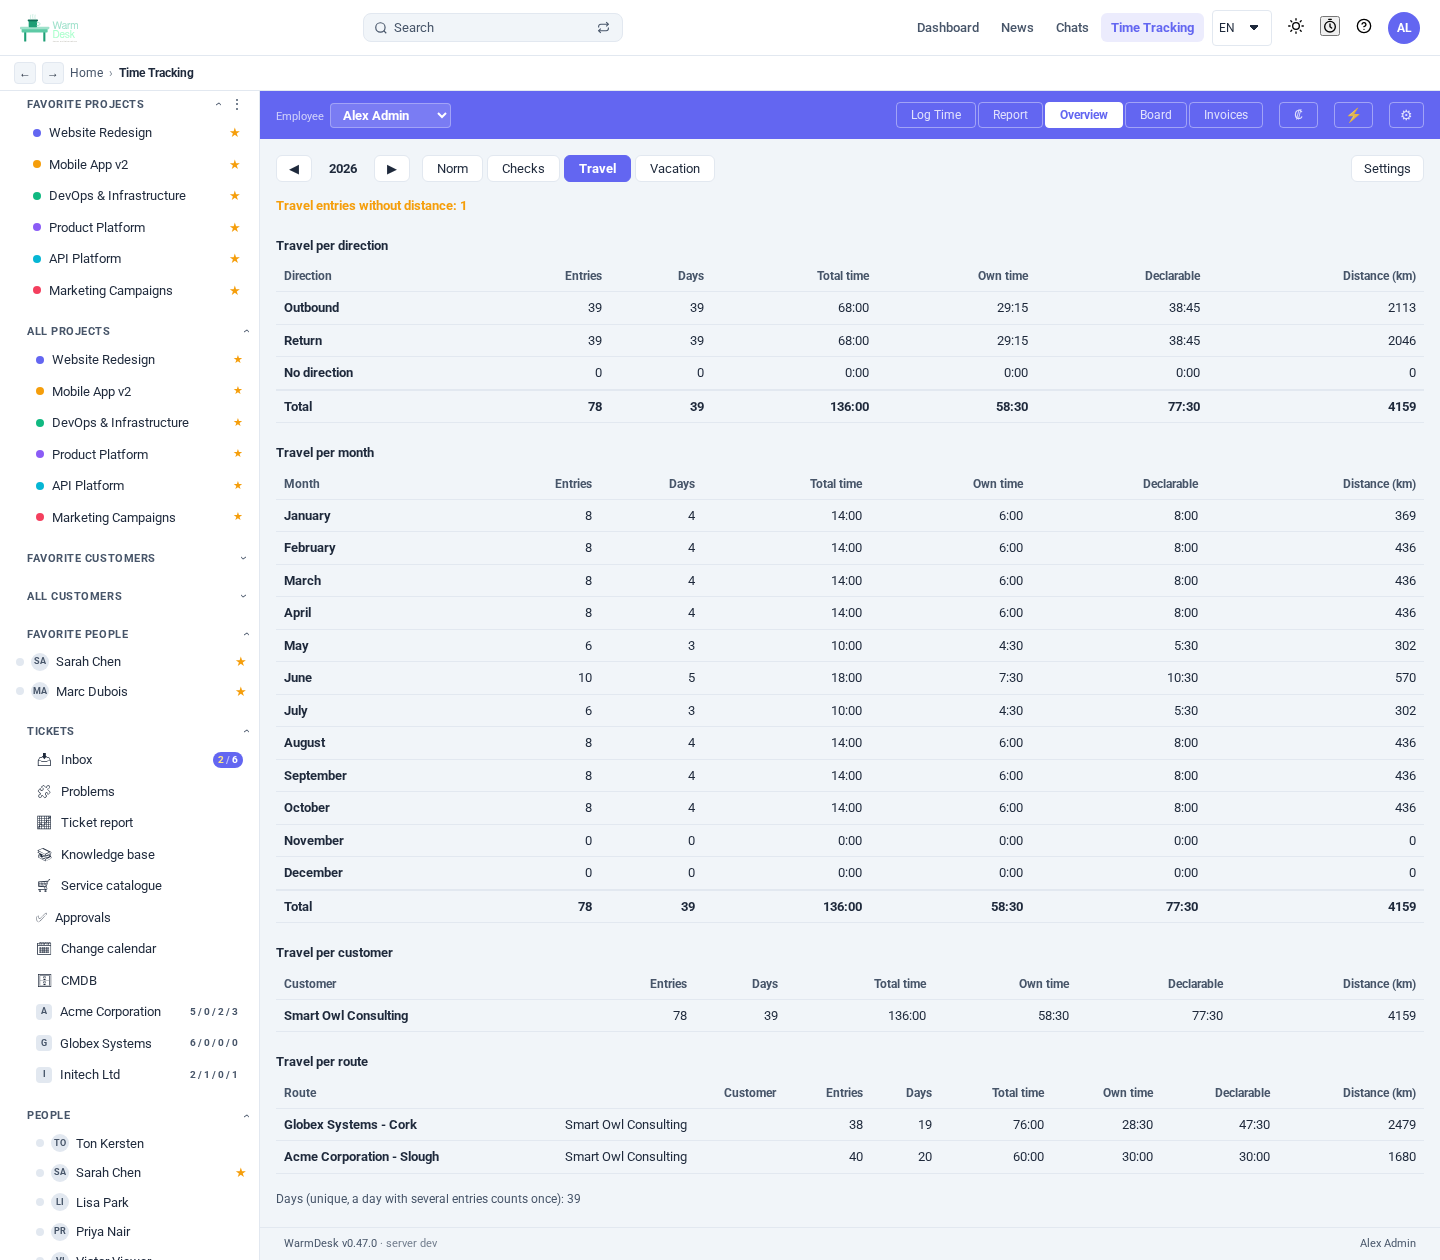 Warm Desk
Search
Dashboard News Chats Time Tracking EN AL
← → Home › Time Tracking
FAVORITE PROJECTS
Website Redesign ★
Mobile App v2 ★
DevOps & Infrastructure ★
Product Platform ★
API Platform ★
Marketing Campaigns ★
ALL PROJECTS
Website Redesign ★
Mobile App v2 ★
DevOps & Infrastructure ★
Product Platform ★
API Platform ★
Marketing Campaigns ★
FAVORITE CUSTOMERS
ALL CUSTOMERS
FAVORITE PEOPLE
SA Sarah Chen ★
MA Marc Dubois ★
TICKETS
Inbox 2 / 6
Problems
Ticket report
Knowledge base
Service catalogue
Approvals
Change calendar
CMDB
A Acme Corporation 5 / 0 / 2 / 3
G Globex Systems 6 / 0 / 0 / 0
I Initech Ltd 2 / 1 / 0 / 1
PEOPLE
TO Ton Kersten
SA Sarah Chen ★
LI Lisa Park
PR Priya Nair
Employee Alex Admin Log Time Report Overview Board Invoices
◀ 2026 ▶ Norm Checks Travel Vacation Settings
Travel entries without distance: 1
Travel per direction
Direction Entries Days Total time Own time Declarable Distance (km)
Outbound 39 39 68:00 29:15 38:45 2113
Return 39 39 68:00 29:15 38:45 2046
No direction 0 0 0:00 0:00 0:00 0
Total 78 39 136:00 58:30 77:30 4159
Travel per month
Month Entries Days Total time Own time Declarable Distance (km)
January 8 4 14:00 6:00 8:00 369
February 8 4 14:00 6:00 8:00 436
March 8 4 14:00 6:00 8:00 436
April 8 4 14:00 6:00 8:00 436
May 6 3 10:00 4:30 5:30 302
June 10 5 18:00 7:30 10:30 570
July 6 3 10:00 4:30 5:30 302
August 8 4 14:00 6:00 8:00 436
September 8 4 14:00 6:00 8:00 436
October 8 4 14:00 6:00 8:00 436
November 0 0 0:00 0:00 0:00 0
December 0 0 0:00 0:00 0:00 0
Total 78 39 136:00 58:30 77:30 4159
Travel per customer
Customer Entries Days Total time Own time Declarable Distance (km)
Smart Owl Consulting 78 39 136:00 58:30 77:30 4159
Travel per route
Route Customer Entries Days Total time Own time Declarable Distance (km)
Globex Systems - Cork Smart Owl Consulting 38 19 76:00 28:30 47:30 2479
Acme Corporation - Slough Smart Owl Consulting 40 20 60:00 30:00 30:00 1680
Days (unique, a day with several entries counts once): 39
WarmDesk v0.47.0 · server dev Alex Admin